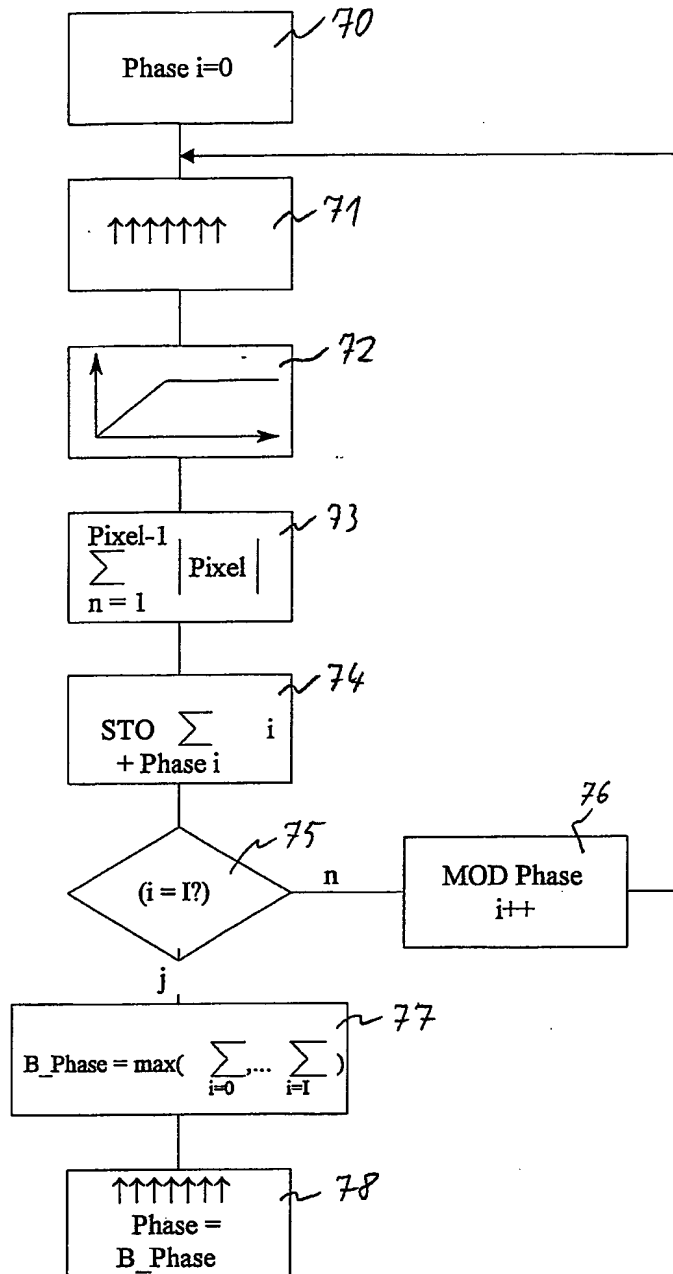 70
Phase i=0
71
↑↑↑↑↑↑↑
72
73
Pixel-1
∑ |Pixel|
n = 1
74
STO ∑ i
+ Phase i
75
(i = I?)
n
76
MOD Phase
i++
j
77
B_Phase = max( ∑,... ∑ )
i=0 i=I
78
↑↑↑↑↑↑↑
Phase =
B_Phase